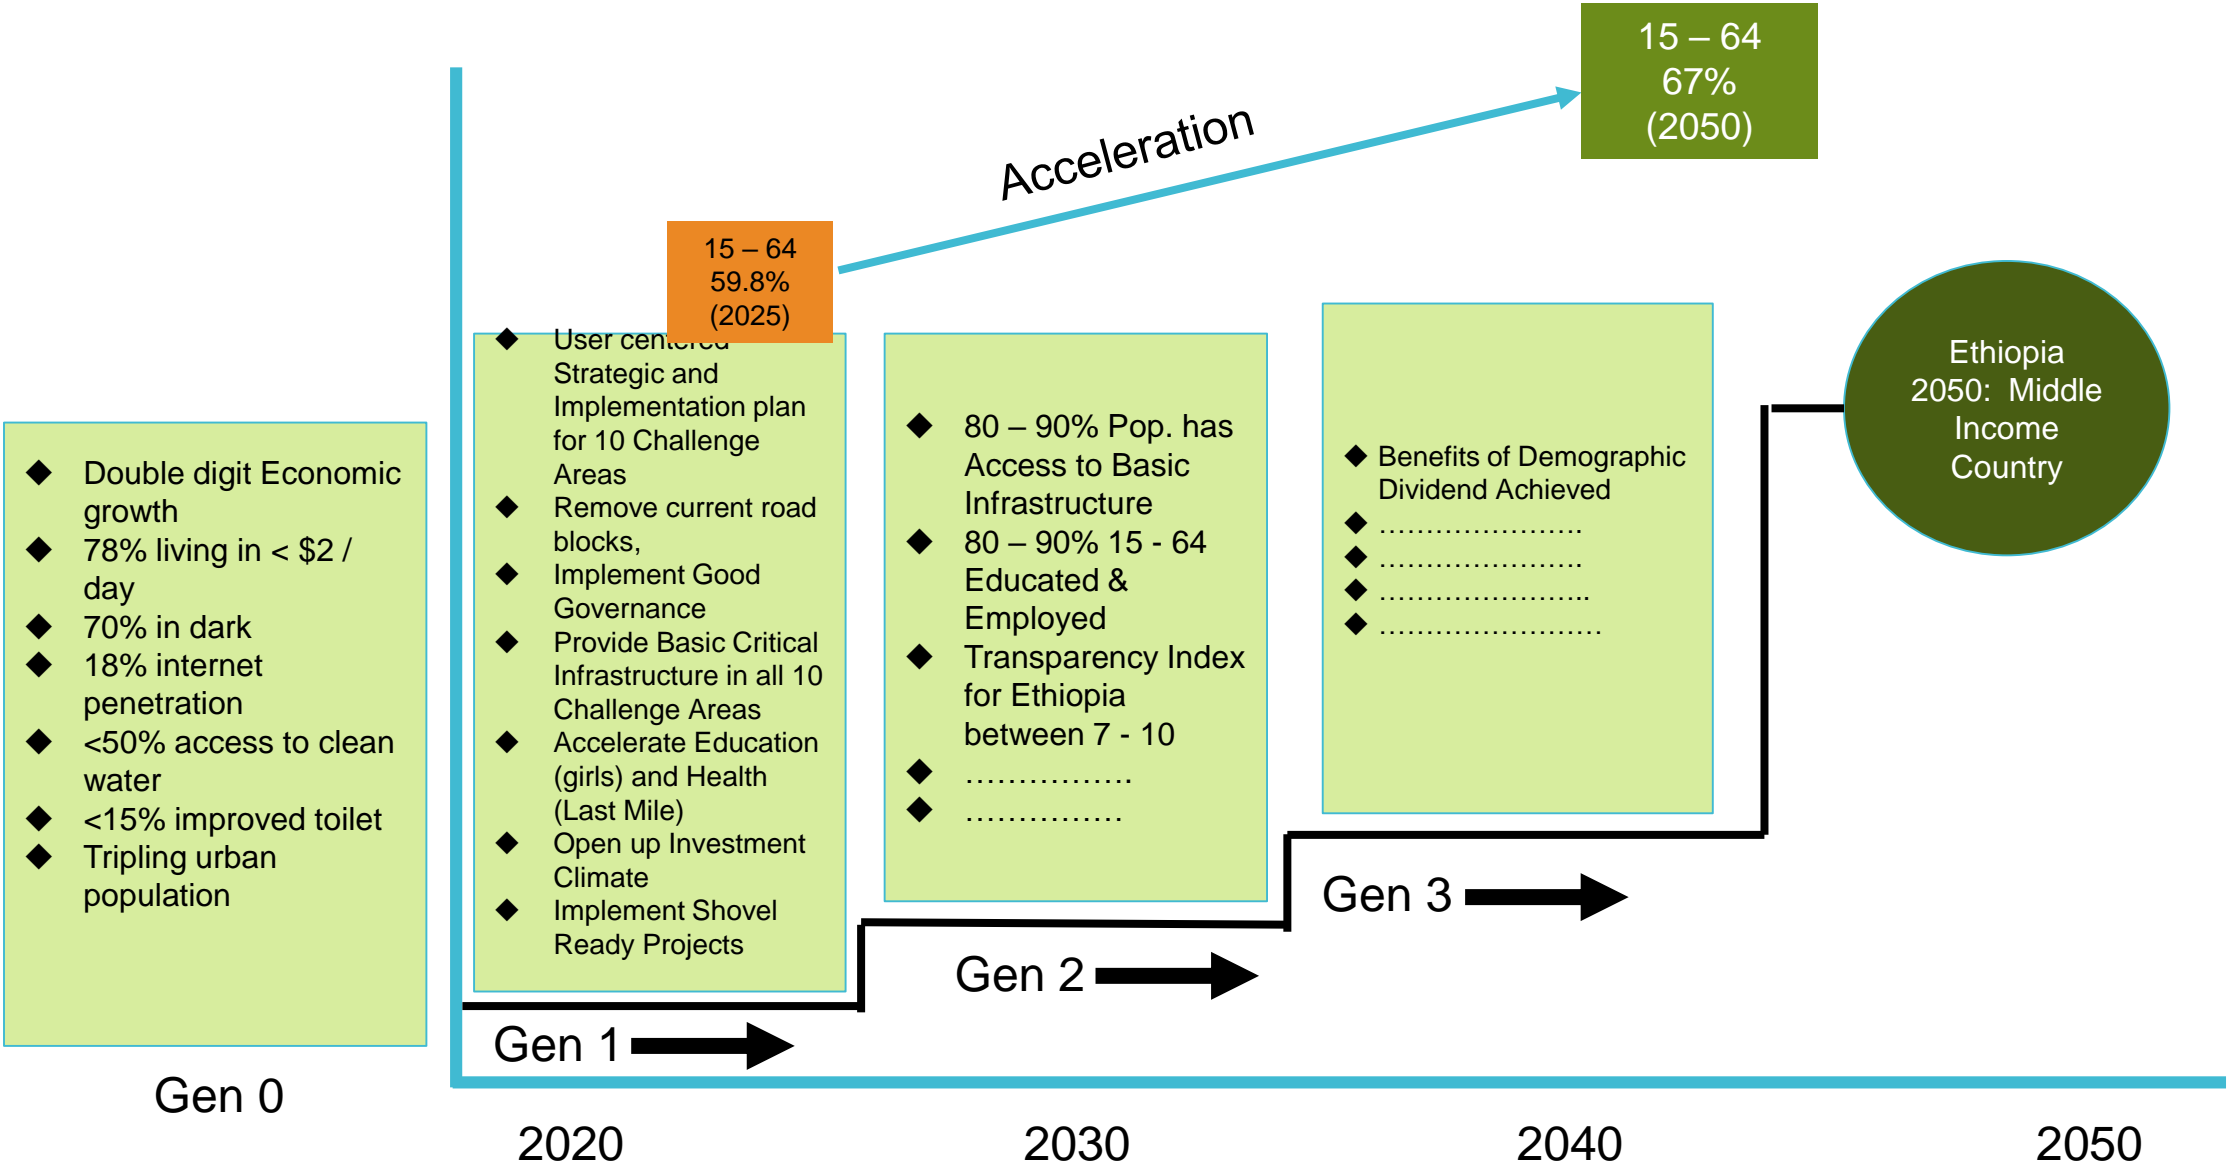 15 – 64
67%
(2050)
Acceleration
15 – 64
59.8%
(2025)
◆ Double digit Economic
growth
◆ 78% living in < $2 /
day
◆ 70% in dark
◆ 18% internet
penetration
◆ <50% access to clean
water
◆ <15% improved toilet
◆ Tripling urban
population
Gen 0
◆ User centered
Strategic and
Implementation plan
for 10 Challenge
Areas
◆ Remove current road
blocks,
◆ Implement Good
Governance
◆ Provide Basic Critical
Infrastructure in all 10
Challenge Areas
◆ Accelerate Education
(girls) and Health
(Last Mile)
◆ Open up Investment
Climate
◆ Implement Shovel
Ready Projects
Gen 1
◆ 80 – 90% Pop. has
Access to Basic
Infrastructure
◆ 80 – 90% 15 - 64
Educated &
Employed
◆ Transparency Index
for Ethiopia
between 7 - 10
◆ …………….
◆ ……………
Gen 2
◆ Benefits of Demographic
Dividend Achieved
◆ ………………….
◆ ………………….
◆ …………………..
◆ ……………………
Gen 3
Ethiopia
2050: Middle
Income
Country
2020
2030
2040
2050